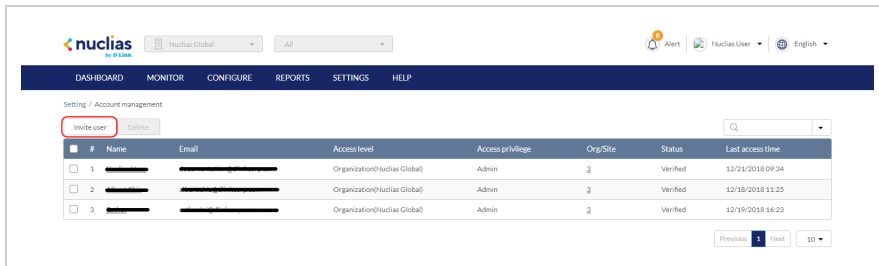 nuclias
by D-Link
Nuclias Global
All
0
Alert
Nuclias User
English
DASHBOARD MONITOR CONFIGURE REPORTS SETTINGS HELP
Setting / Account management
Invite user Delete
# Name Email Access level Access privilege Org/Site Status Last access time
1 Organization(Nuclias Global) Admin 3 Verified 12/21/2018 09:34
2 Organization(Nuclias Global) Admin 3 Verified 12/18/2018 11:25
3 Organization(Nuclias Global) Admin 3 Verified 12/19/2018 16:23
Previous 1 Next 10